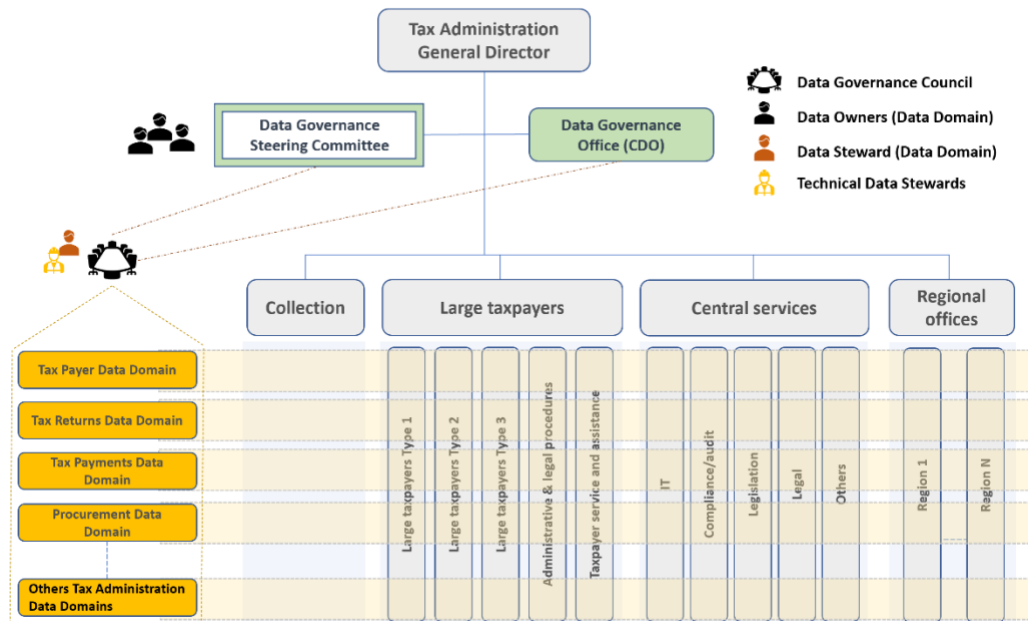 Tax Administration
General Director
Data Governance
Steering Committee
Data Governance
Office (CDO)
Data Governance Council
Data Owners (Data Domain)
Data Steward (Data Domain)
Technical Data Stewards
Collection
Large taxpayers
Central services
Regional
offices
Tax Payer Data Domain
Tax Returns Data Domain
Tax Payments Data
Domain
Procurement Data
Domain
Others Tax Administration
Data Domains
Large taxpayers Type 1
Large taxpayers Type 2
Large taxpayers Type 3
Administrative & legal procedures
Taxpayer service and assistance
IT
Compliance/audit
Legislation
Legal
Others
Region 1
Region N